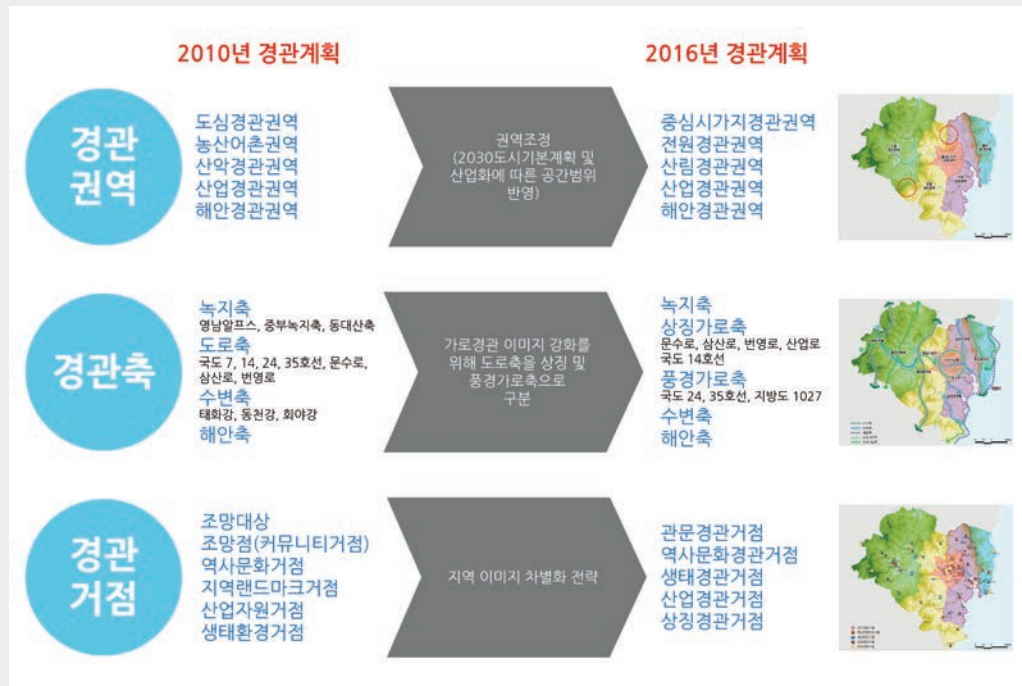 2010년 경관계획
2016년 경관계획
경관
권역
도심경관권역
농산어촌권역
산악경관권역
산업경관권역
해안경관권역
권역조정
(2030도시기본계획 및
산업화에 따른 공간범위
반영)
중심시가지경관권역
전원경관권역
산림경관권역
산업경관권역
해안경관권역
경관축
녹지축
영남알프스, 중부녹지축, 동대산축
도로축
국도 7, 14, 24, 35호선, 문수로,
삼산로, 번영로
수변축
태화강, 동천강, 회야강
해안축
가로경관 이미지 강화를
위해 도로축을 상징 및
풍경가로축으로
구분
녹지축
상징가로축
문수로, 삼산로, 번영로, 산업로
국도 14호선
풍경가로축
국도 24, 35호선, 지방도 1027
수변축
해안축
경관
거점
조망대상
조망점(커뮤니티거점)
역사문화거점
지역랜드마크거점
산업자원거점
생태환경거점
지역 이미지 차별화 전략
관문경관거점
역사문화경관거점
생태경관거점
산업경관거점
상징경관거점